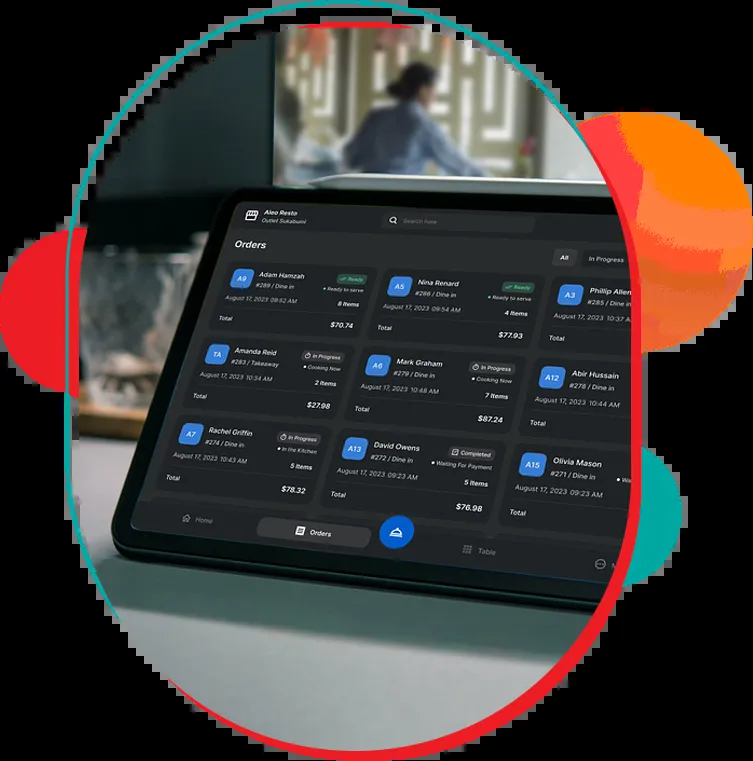 Aleo Resto
Outlet Sukabumi
Search here
Orders
All
In Progress
A9
Adam Hamzah
#289 / Dine in
Ready
Ready to serve
August 17, 2023 09:52 AM
8 Items
Total
$70.74
A5
Nina Renard
#286 / Dine in
Ready
Ready to serve
August 17, 2023 09:54 AM
4 Items
Total
$77.93
A3
Phillip Allen
#285 / Dine in
August 17, 2023 10:37 A
Total
TA
Amanda Reid
#283 / Takeaway
In Progress
Cooking Now
August 17, 2023 10:34 AM
2 Items
Total
$27.98
A6
Mark Graham
#279 / Dine in
In Progress
Cooking Now
August 17, 2023 10:48 AM
7 Items
Total
$87.24
A12
Abir Hussain
#278 / Dine in
August 17, 2023 10:44 AM
Total
A7
Rachel Griffin
#274 / Dine in
In Progress
In the Kitchen
August 17, 2023 10:43 AM
5 Items
Total
$78.32
A13
David Owens
#272 / Dine in
Completed
Waiting For Payment
August 17, 2023 09:23 AM
5 Items
Total
$76.98
A15
Olivia Mason
#271 / Dine in
August 17, 2023 09:23 AM
Total
Home
Orders
Table